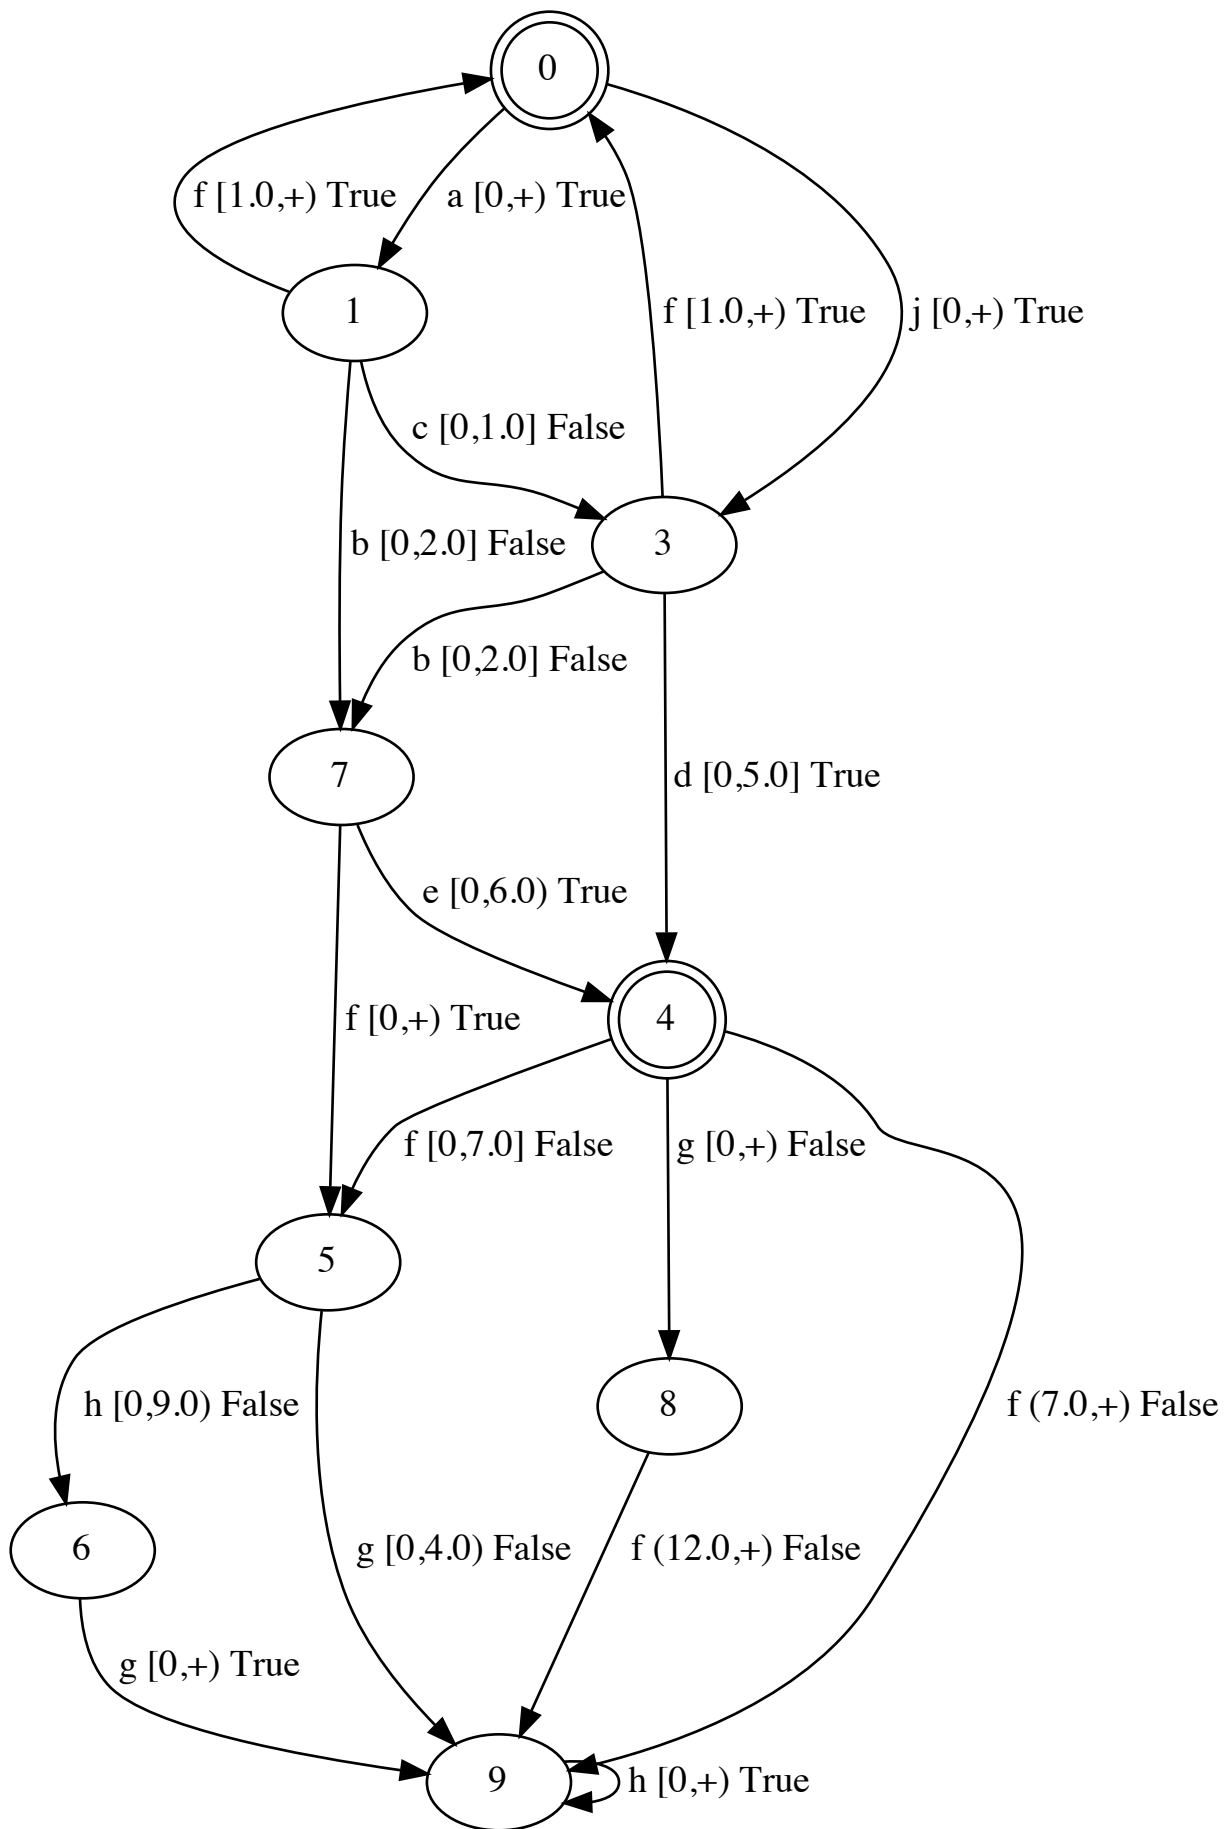 0
f [1.0,+) True
a [0,+) True
1
f [1.0,+) True
j [0,+) True
c [0,1.0] False
b [0,2.0] False
3
b [0,2.0] False
7
d [0,5.0] True
e [0,6.0) True
f [0,+) True
4
f [0,7.0] False
g [0,+) False
5
h [0,9.0) False
8
f (7.0,+) False
6
g [0,4.0) False
f (12.0,+) False
g [0,+) True
9
h [0,+) True